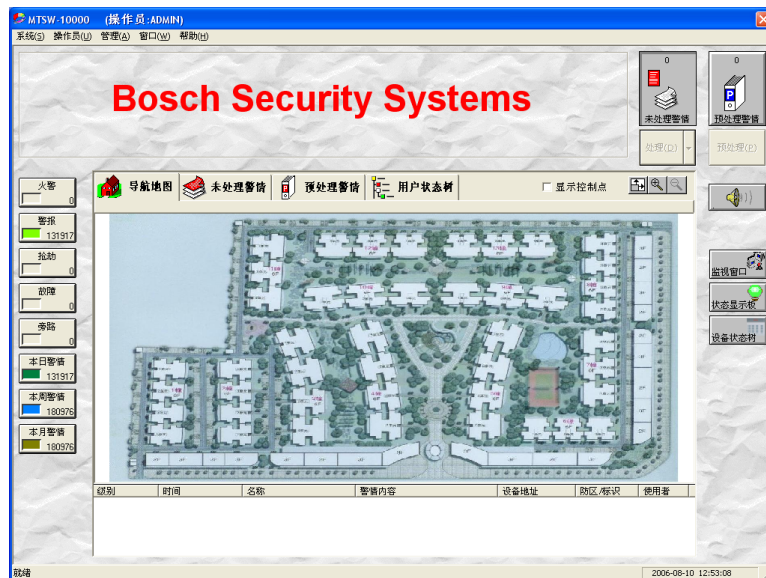 MTSW-10000 (操作员:ADMIN)
系统(S) 操作员(U) 管理(A) 窗口(W) 帮助(H)
Bosch Security Systems
0
未处理警情
处理(D)
0
P
预处理警情
预处理(P)
导航地图
未处理警情
预处理警情
用户状态树
显示控制点
火警
0
警报
131917
抢劫
0
故障
0
旁路
0
本日警情
131917
本周警情
180976
本月警情
180976
监视窗口
状态显示板
设备状态树
级别 时间 名称 警情内容 设备地址 防区/标识 使用者
就绪
2006-08-10 12:53:08